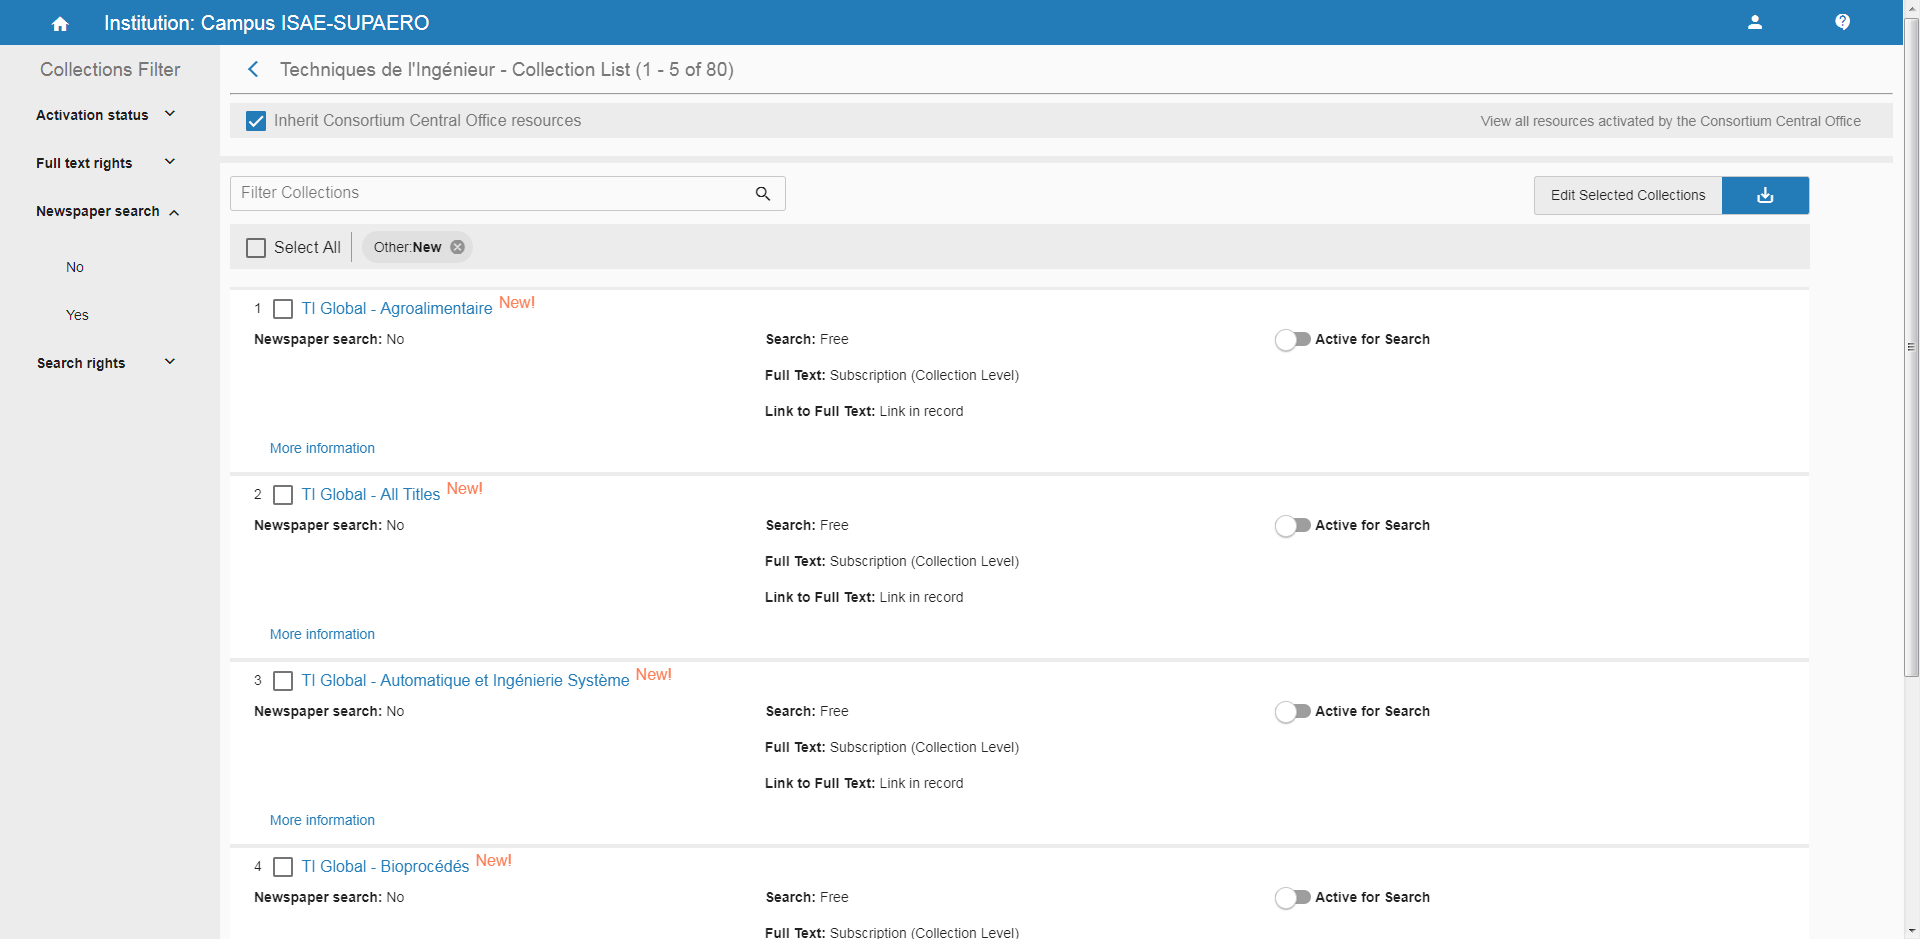 Institution: Campus ISAE-SUPAERO
Collections Filter
Activation status
Full text rights
Newspaper search
No
Yes
Search rights
Techniques de l'Ingénieur - Collection List (1 - 5 of 80)
Inherit Consortium Central Office resources
View all resources activated by the Consortium Central Office
Filter Collections
Edit Selected Collections
Select All
Other:New
1 TI Global - Agroalimentaire New!
Newspaper search: No
Search: Free
Active for Search
Full Text: Subscription (Collection Level)
Link to Full Text: Link in record
More information
2 TI Global - All Titles New!
Newspaper search: No
Search: Free
Active for Search
Full Text: Subscription (Collection Level)
Link to Full Text: Link in record
More information
3 TI Global - Automatique et Ingénierie Système New!
Newspaper search: No
Search: Free
Active for Search
Full Text: Subscription (Collection Level)
Link to Full Text: Link in record
More information
4 TI Global - Bioprocédés New!
Newspaper search: No
Search: Free
Active for Search
Full Text: Subscription (Collection Level)